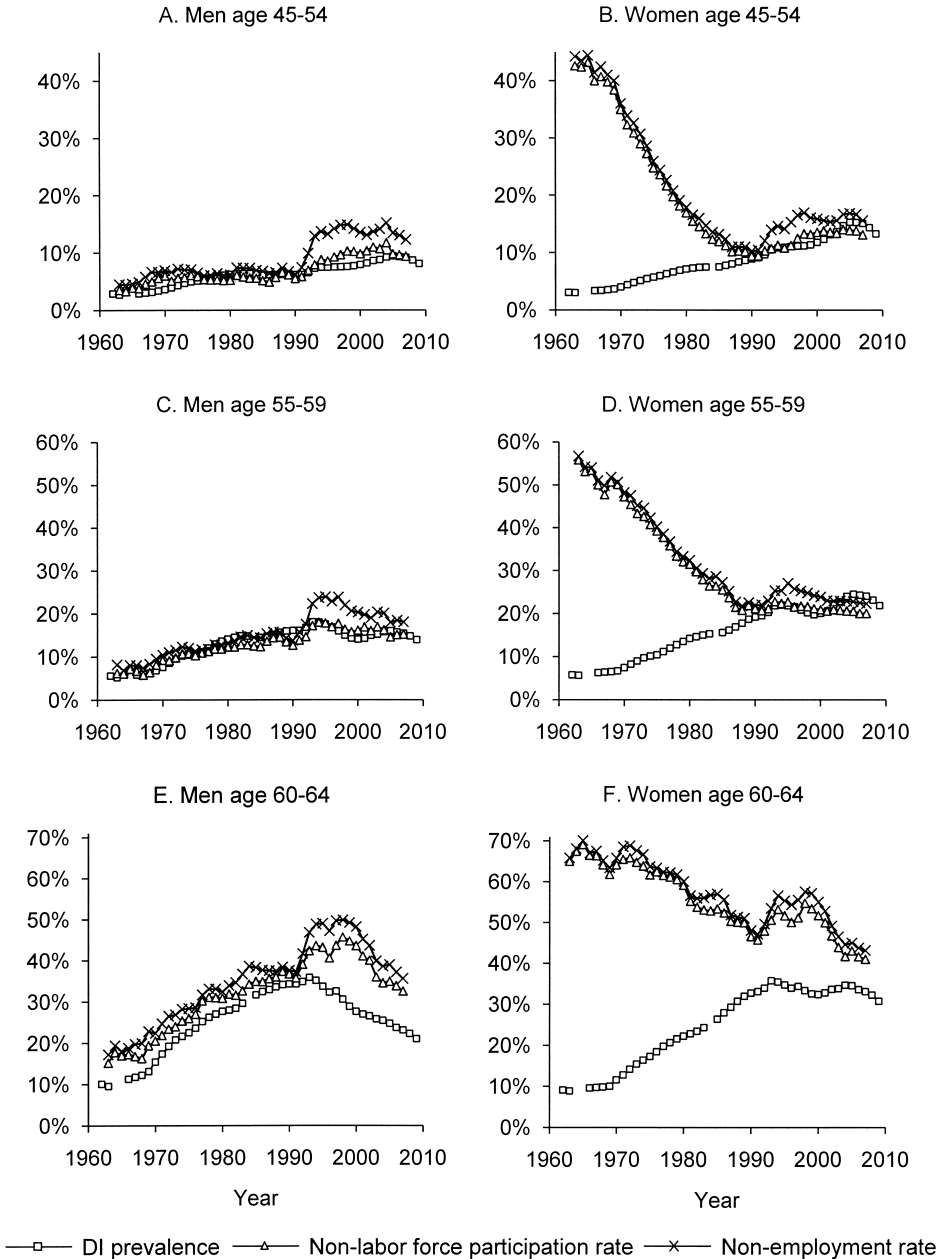 A. Men age 45-54
B. Women age 45-54
40%
30%
20%
10%
0%
1960 1970 1980 1990 2000 2010
40%
30%
20%
10%
0%
1960 1970 1980 1990 2000 2010
C. Men age 55-59
D. Women age 55-59
60%
50%
40%
30%
20%
10%
0%
1960 1970 1980 1990 2000 2010
60%
50%
40%
30%
20%
10%
0%
1960 1970 1980 1990 2000 2010
E. Men age 60-64
F. Women age 60-64
70%
60%
50%
40%
30%
20%
10%
0%
1960 1970 1980 1990 2000 2010
Year
70%
60%
50%
40%
30%
20%
10%
0%
1960 1970 1980 1990 2000 2010
Year
DI prevalence Non-labor force participation rate Non-employment rate